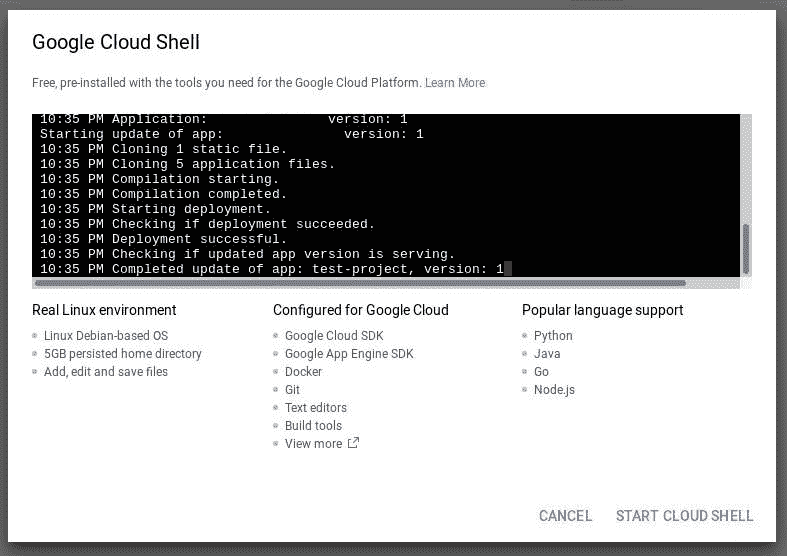 Google Cloud Shell
Free, pre-installed with the tools you need for the Google Cloud Platform. Learn More
10:35 PM Application: version: 1
Starting update of app: version: 1
10:35 PM Cloning 1 static file.
10:35 PM Cloning 5 application files.
10:35 PM Compilation starting.
10:35 PM Compilation completed.
10:35 PM Starting deployment.
10:35 PM Checking if deployment succeeded.
10:35 PM Deployment successful.
10:35 PM Checking if updated app version is serving.
10:35 PM Completed update of app: test-project, version: 1
Real Linux environment
Linux Debian-based OS
5GB persisted home directory
Add, edit and save files
Configured for Google Cloud
Google Cloud SDK
Google App Engine SDK
Docker
Git
Text editors
Build tools
View more
Popular language support
Python
Java
Go
Node.js
CANCEL START CLOUD SHELL